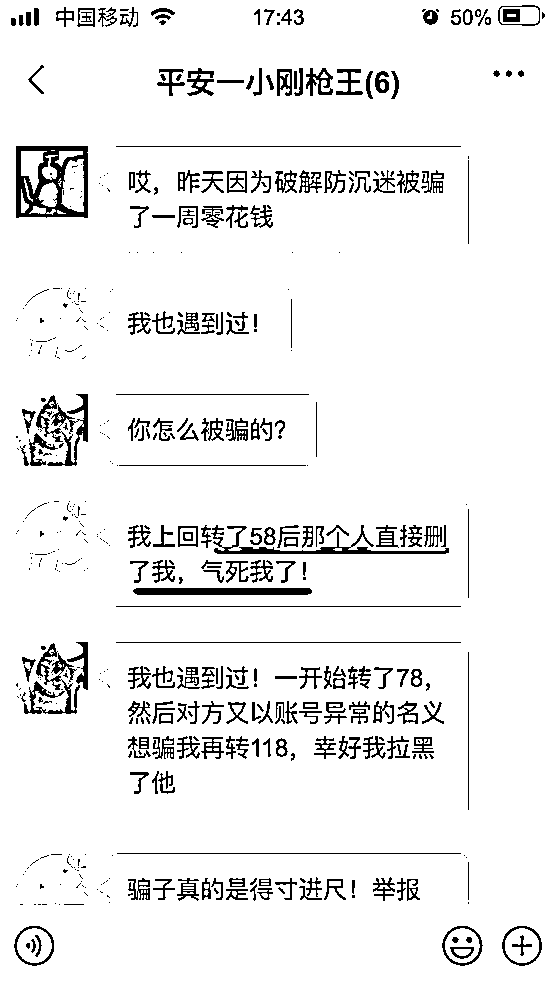 中国移动
17:43
50%
平安一小刚枪王(6)
哎，昨天因为破解防沉迷被骗
了一周零花钱
我也遇到过！
你怎么被骗的？
我上回转了58后那个人直接删
了我，气死我了！
我也遇到过！一开始转了78，
然后对方又以账号异常的名义
想骗我再转118，幸好我拉黑
了他
骗子真的是得寸进尺！举报